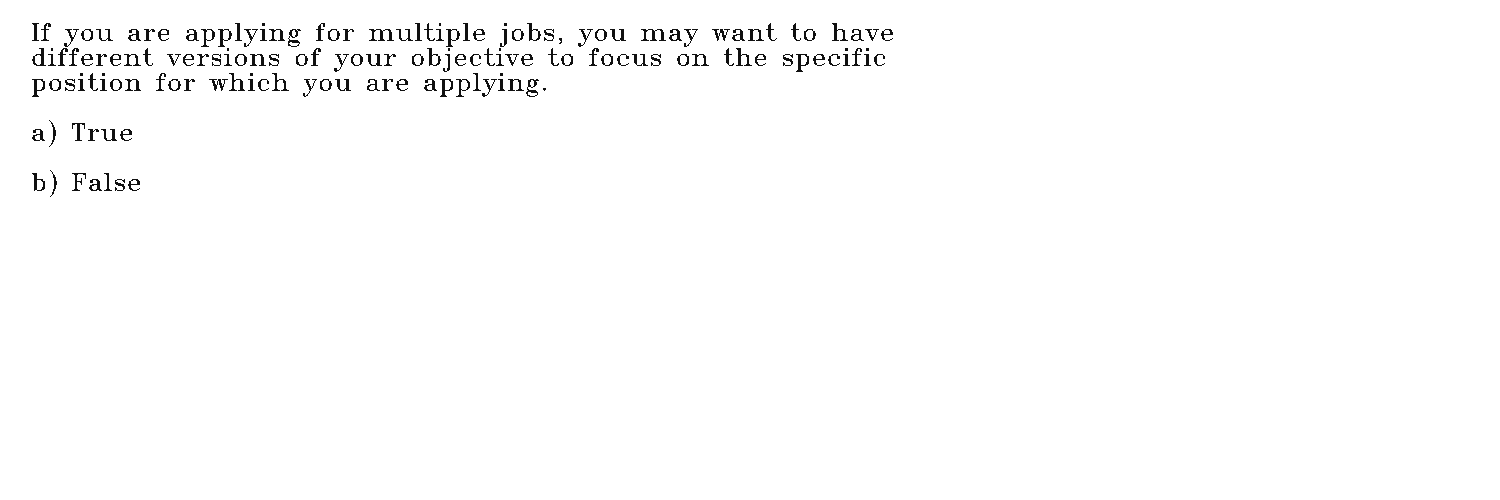 If you are applying for multiple jobs, you may want to have
different versions of your objective to focus on the specific
position for which you are applying.
a) True
b) False